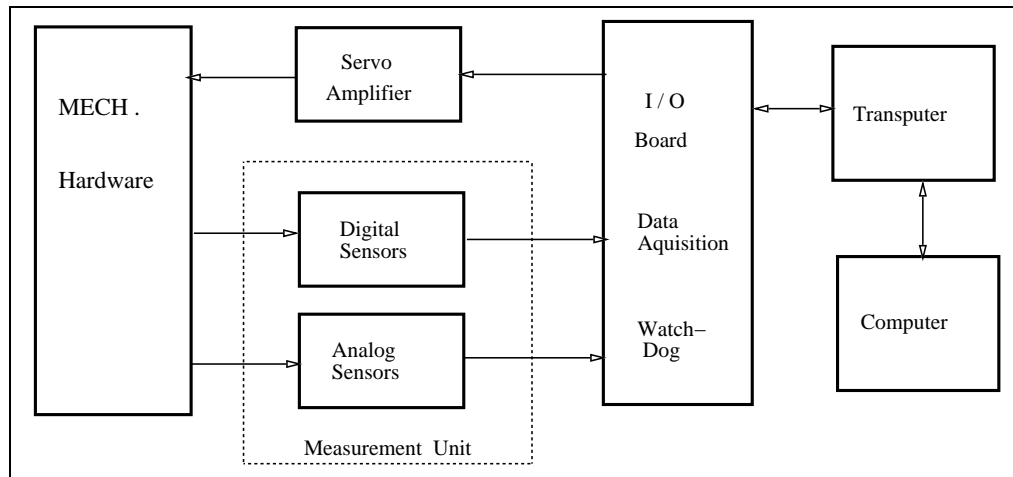 MECH .
Hardware
Servo
Amplifier
Digital
Sensors
Analog
Sensors
Measurement Unit
I / O
Board
Data
Aquisition
Watch–
Dog
Transputer
Computer